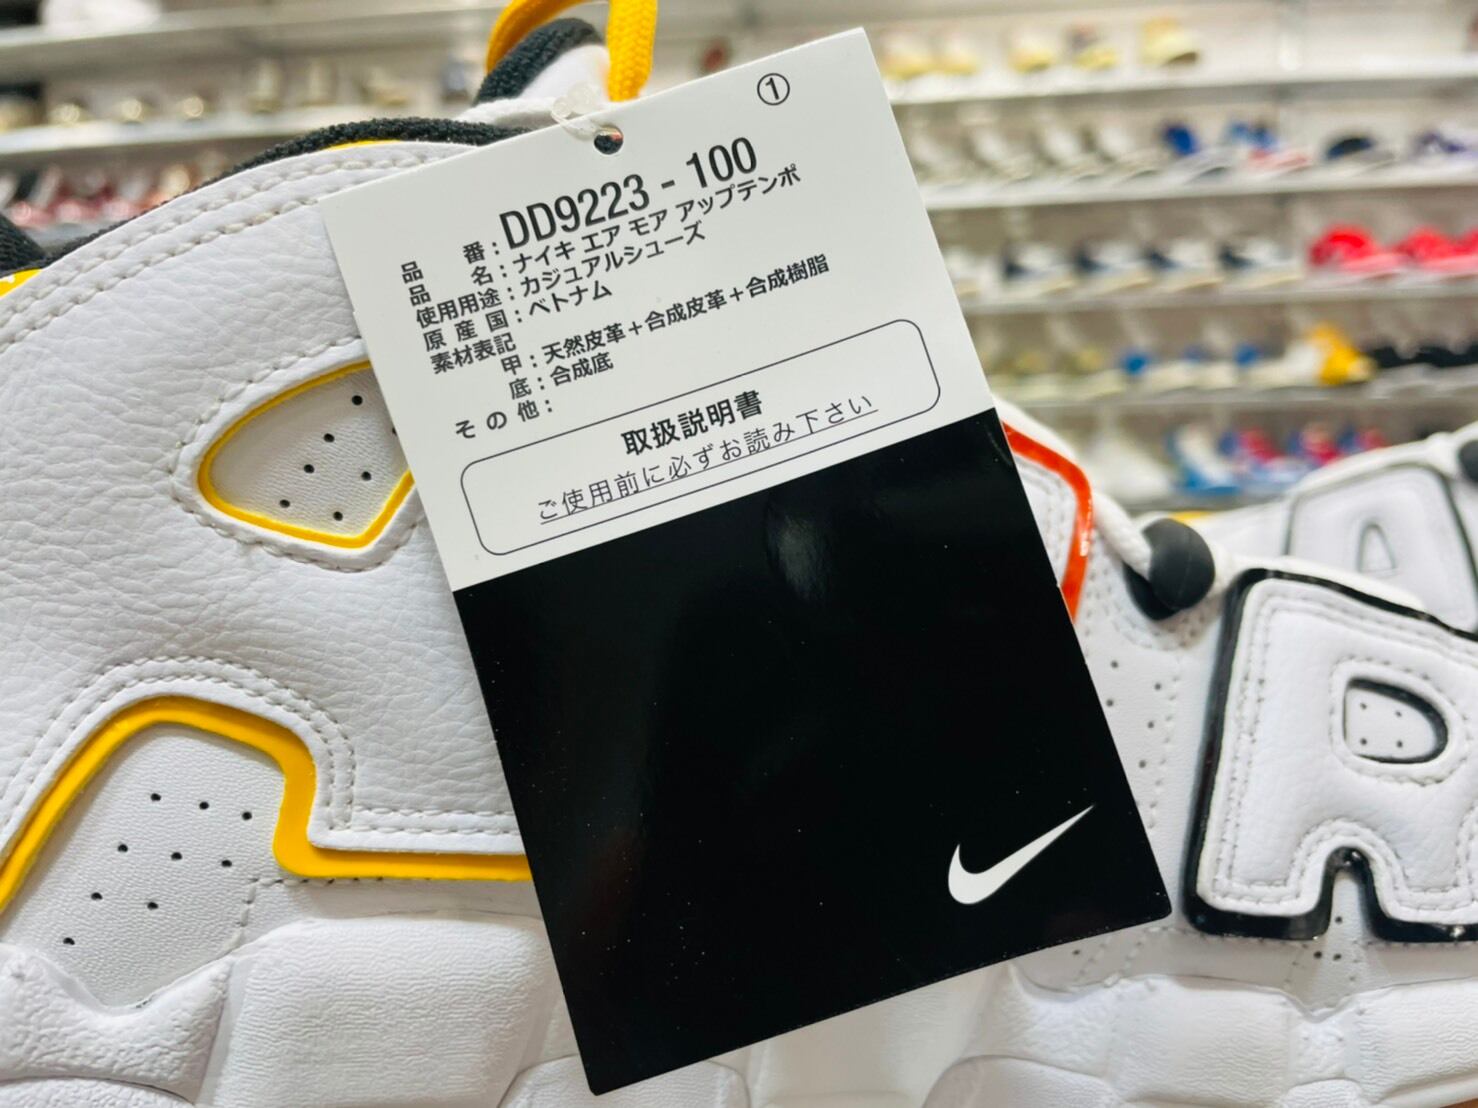 ①
品番：DD9223 - 100
品名：ナイキ エア モア アップテンポ
使用用途：カジュアルシューズ
原産国：ベトナム
素材表記
甲：天然皮革＋合成皮革＋合成樹脂
底：合成底
その他：
取扱説明書
ご使用前に必ずお読み下さい
A
R